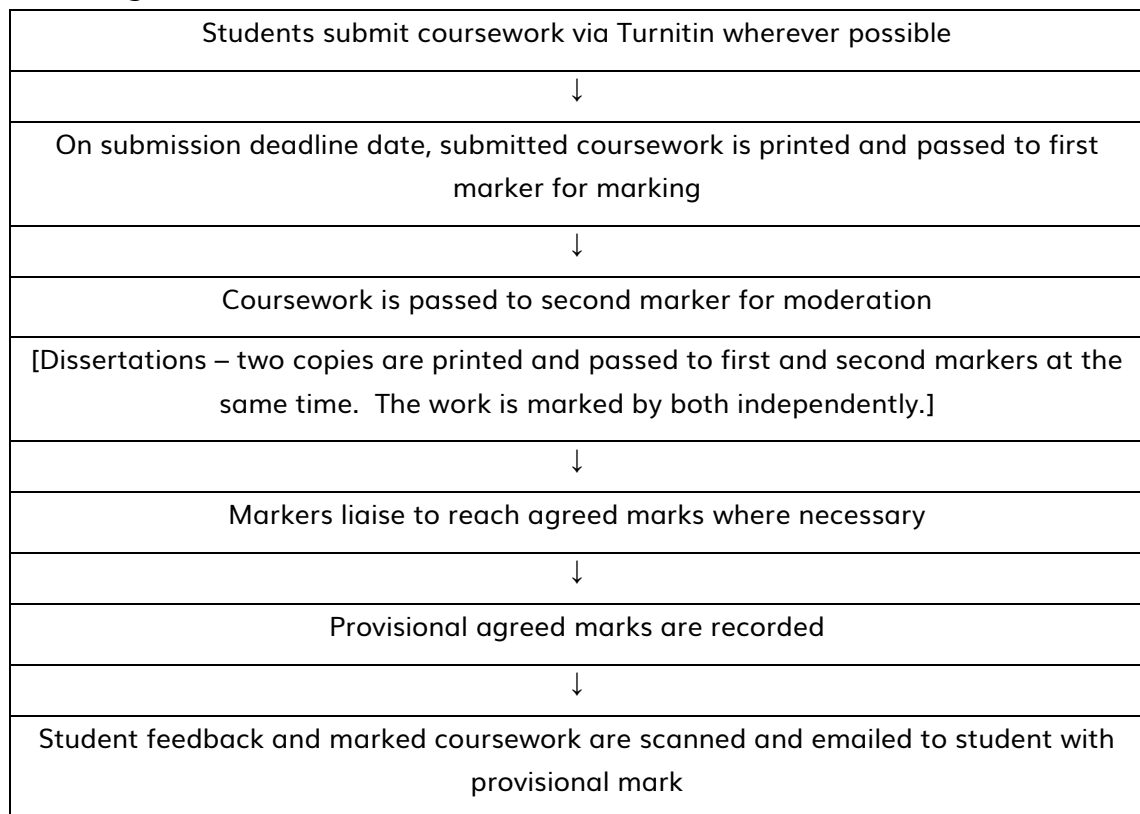 Students submit coursework via Turnitin wherever possible
↓
On submission deadline date, submitted coursework is printed and passed to first
marker for marking
↓
Coursework is passed to second marker for moderation
[Dissertations – two copies are printed and passed to first and second markers at the
same time.  The work is marked by both independently.]
↓
Markers liaise to reach agreed marks where necessary
↓
Provisional agreed marks are recorded
↓
Student feedback and marked coursework are scanned and emailed to student with
provisional mark